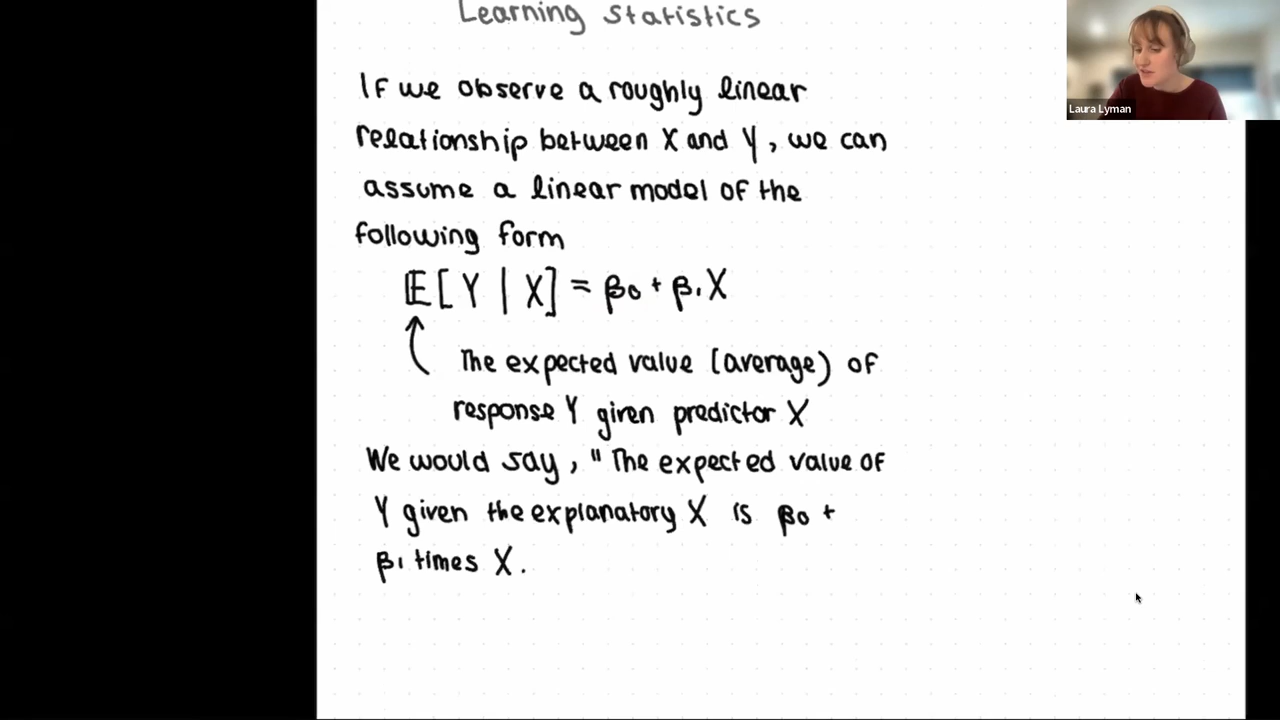 Learning Statistics
If we observe a roughly linear
relationship between X and Y, we can
assume a linear model of the
following form
𝔼[Y | X] = β0 + β1X
The expected value (average) of
response Y given predictor X
We would say, "The expected value of
Y given the explanatory X is β0 +
β1 times X.
Laura Lyman